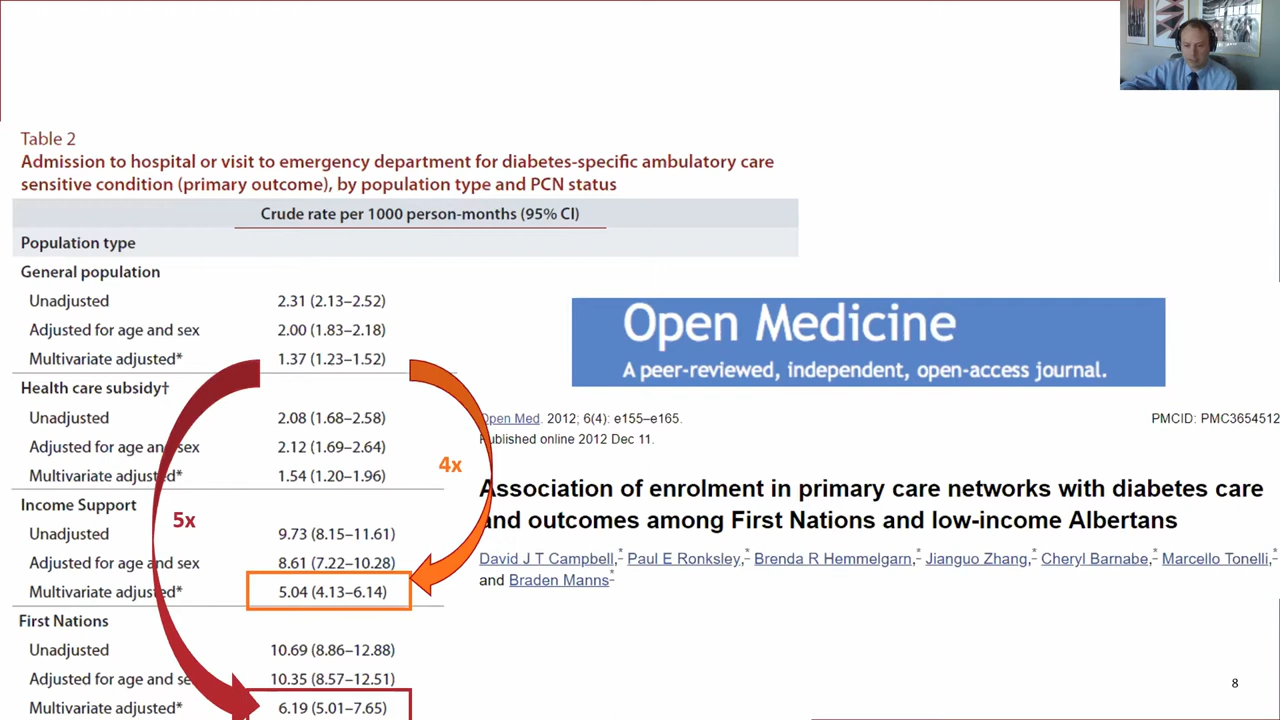 Table 2
Admission to hospital or visit to emergency department for diabetes-specific ambulatory care
sensitive condition (primary outcome), by population type and PCN status
Crude rate per 1000 person-months (95% CI)
Population type
General population
Unadjusted 2.31 (2.13–2.52)
Adjusted for age and sex 2.00 (1.83–2.18)
Multivariate adjusted* 1.37 (1.23–1.52)
Health care subsidy†
Unadjusted 2.08 (1.68–2.58)
Adjusted for age and sex 2.12 (1.69–2.64)
Multivariate adjusted* 1.54 (1.20–1.96)
Income Support
Unadjusted 9.73 (8.15–11.61)
Adjusted for age and sex 8.61 (7.22–10.28)
Multivariate adjusted* 5.04 (4.13–6.14)
First Nations
Unadjusted 10.69 (8.86–12.88)
Adjusted for age and se 10.35 (8.57–12.51)
Multivariate adjusted* 6.19 (5.01–7.65)
5x
4x
Open Medicine
A peer-reviewed, independent, open-access journal.
Open Med. 2012; 6(4): e155–e165.
PMCID: PMC3654512
Published online 2012 Dec 11.
Association of enrolment in primary care networks with diabetes care
and outcomes among First Nations and low-income Albertans
David J T Campbell,* Paul E Ronksley,* Brenda R Hemmelgarn,* Jianguo Zhang,* Cheryl Barnabe,* Marcello Tonelli,*
and Braden Manns*
8